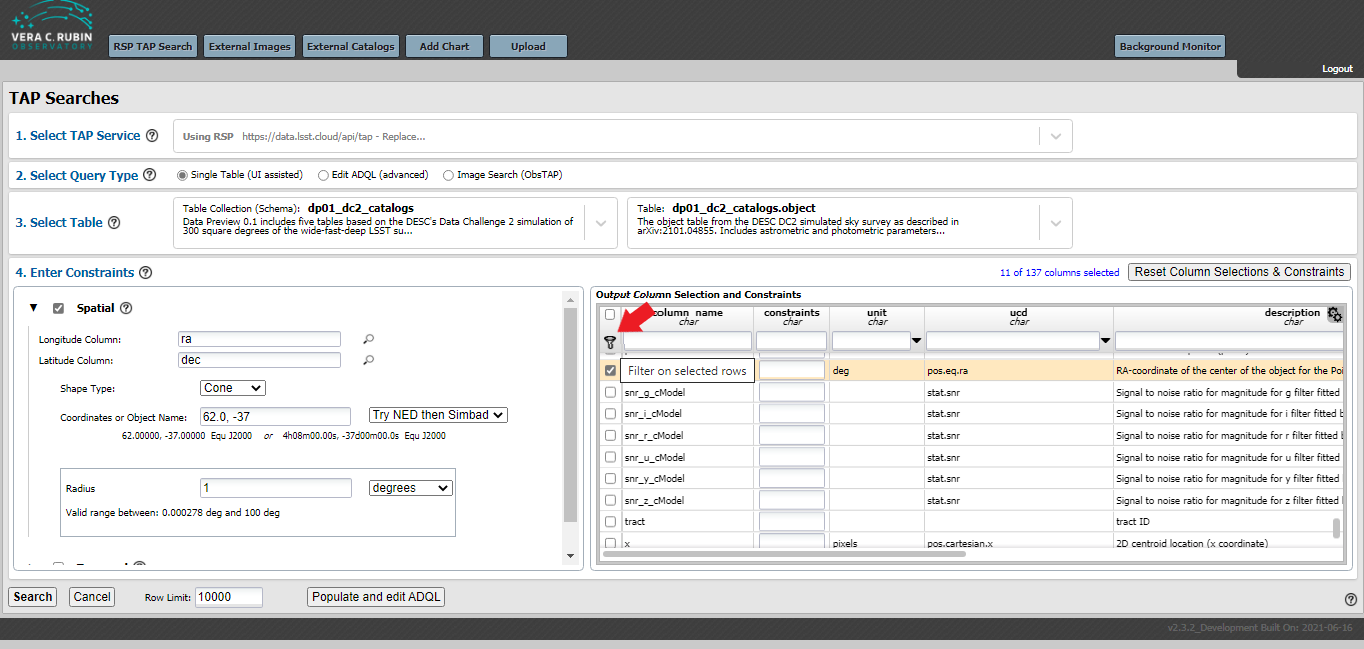 VERA C. RUBIN
OBSERVATORY
RSP TAP Search
External Images
External Catalogs
Add Chart
Upload
Background Monitor
Logout
TAP Searches
1. Select TAP Service
Using RSP https://data.lsst.cloud/api/tap - Replace...
2. Select Query Type
Single Table (UI assisted) Edit ADQL (advanced) Image Search (ObsTAP)
3. Select Table
Table Collection (Schema): dp01_dc2_catalogs
Data Preview 0.1 includes five tables based on the DESC's Data Challenge 2 simulation of
300 square degrees of the wide-fast-deep LSST su...
Table: dp01_dc2_catalogs.object
The object table from the DESC DC2 simulated sky survey as described in
arXiv:2101.04855. Includes astrometric and photometric parameters...
4. Enter Constraints
11 of 137 columns selected
Reset Column Selections & Constraints
Spatial
Longitude Column: ra
Latitude Column: dec
Shape Type: Cone
Coordinates or Object Name: 62.0, -37 Try NED then Simbad
62.00000, -37.00000 Equ J2000 or 4h08m00.00s, -37d00m00.0s Equ J2000
Radius 1 degrees
Valid range between: 0.000278 deg and 100 deg
Output Column Selection and Constraints
column_name constraints unit ucd description
char char char char char
Filter on selected rows deg pos.eq.ra RA-coordinate of the center of the object for the Poi
snr_g_cModel stat.snr Signal to noise ratio for magnitude for g filter fitted
snr_i_cModel stat.snr Signal to noise ratio for magnitude for i filter fitted b
snr_r_cModel stat.snr Signal to noise ratio for magnitude for r filter fitted b
snr_u_cModel stat.snr Signal to noise ratio for magnitude for u filter fitted
snr_y_cModel stat.snr Signal to noise ratio for magnitude for y filter fitted
snr_z_cModel stat.snr Signal to noise ratio for magnitude for z filter fitted
tract tract ID
x pixels pos.cartesian.x 2D centroid location (x coordinate)
Search
Cancel
Row Limit: 10000
Populate and edit ADQL
v2.3.2_Development Built On: 2021-06-16